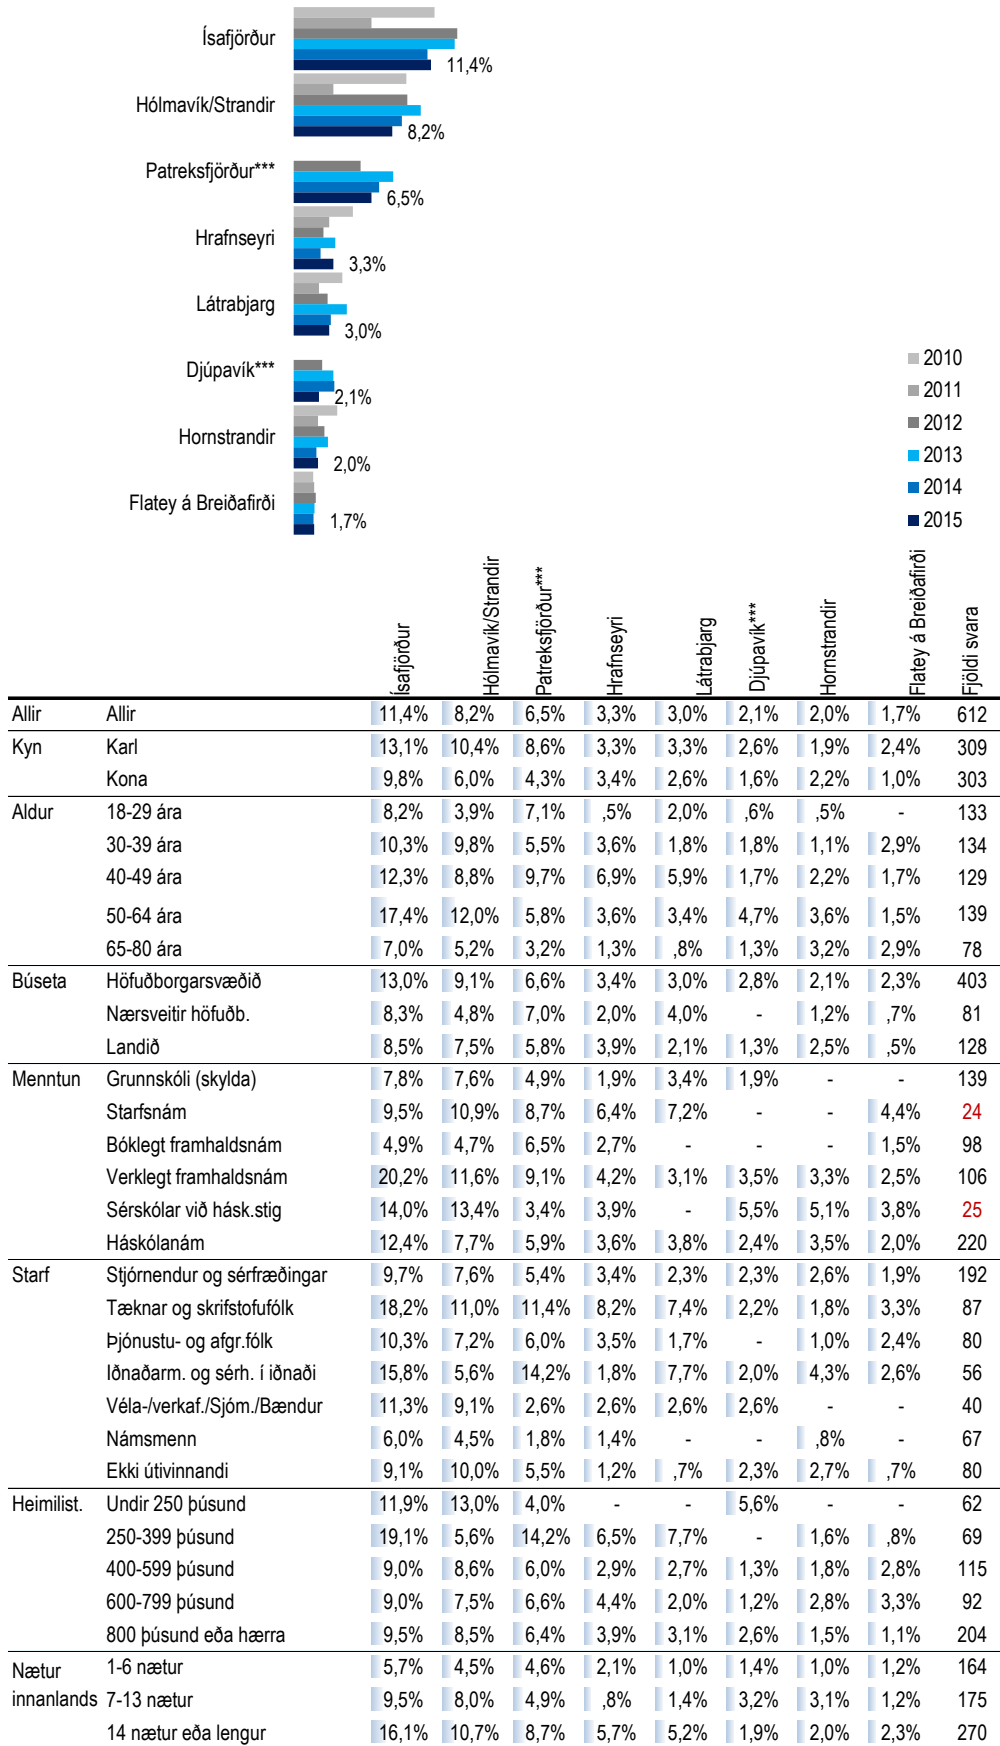 Ísafjörður
11,4%
Hólmavík/Strandir
8,2%
Patreksfjörður***
6,5%
Hrafnseyri
3,3%
Látrabjarg
3,0%
Djúpavík***
2,1%
Hornstrandir
2,0%
Flatey á Breiðafirði
1,7%
2010
2011
2012
2013
2014
2015
Ísafjörður Hólmavík/Strandir Patreksfjörður*** Hrafnseyri Látrabjarg Djúpavík*** Hornstrandir Flatey á Breiðafirði Fjöldi svara
Allir Allir 11,4% 8,2% 6,5% 3,3% 3,0% 2,1% 2,0% 1,7% 612
Kyn Karl 13,1% 10,4% 8,6% 3,3% 3,3% 2,6% 1,9% 2,4% 309
Kona 9,8% 6,0% 4,3% 3,4% 2,6% 1,6% 2,2% 1,0% 303
Aldur 18-29 ára 8,2% 3,9% 7,1% ,5% 2,0% ,6% ,5% - 133
30-39 ára 10,3% 9,8% 5,5% 3,6% 1,8% 1,8% 1,1% 2,9% 134
40-49 ára 12,3% 8,8% 9,7% 6,9% 5,9% 1,7% 2,2% 1,7% 129
50-64 ára 17,4% 12,0% 5,8% 3,6% 3,4% 4,7% 3,6% 1,5% 139
65-80 ára 7,0% 5,2% 3,2% 1,3% ,8% 1,3% 3,2% 2,9% 78
Búseta Höfuðborgarsvæðið 13,0% 9,1% 6,6% 3,4% 3,0% 2,8% 2,1% 2,3% 403
Nærsveitir höfuðb. 8,3% 4,8% 7,0% 2,0% 4,0% - 1,2% ,7% 81
Landið 8,5% 7,5% 5,8% 3,9% 2,1% 1,3% 2,5% ,5% 128
Menntun Grunnskóli (skylda) 7,8% 7,6% 4,9% 1,9% 3,4% 1,9% - - 139
Starfsnám 9,5% 10,9% 8,7% 6,4% 7,2% - - 4,4% 24
Bóklegt framhaldsnám 4,9% 4,7% 6,5% 2,7% - - - 1,5% 98
Verklegt framhaldsnám 20,2% 11,6% 9,1% 4,2% 3,1% 3,5% 3,3% 2,5% 106
Sérskólar við hásk.stig 14,0% 13,4% 3,4% 3,9% - 5,5% 5,1% 3,8% 25
Háskólanám 12,4% 7,7% 5,9% 3,6% 3,8% 2,4% 3,5% 2,0% 220
Starf Stjórnendur og sérfræðingar 9,7% 7,6% 5,4% 3,4% 2,3% 2,3% 2,6% 1,9% 192
Tæknar og skrifstofufólk 18,2% 11,0% 11,4% 8,2% 7,4% 2,2% 1,8% 3,3% 87
Þjónustu- og afgr.fólk 10,3% 7,2% 6,0% 3,5% 1,7% - 1,0% 2,4% 80
Iðnaðarm. og sérh. í iðnaði 15,8% 5,6% 14,2% 1,8% 7,7% 2,0% 4,3% 2,6% 56
Véla-/verkaf./Sjóm./Bændur 11,3% 9,1% 2,6% 2,6% 2,6% 2,6% - - 40
Námsmenn 6,0% 4,5% 1,8% 1,4% - - ,8% - 67
Ekki útivinnandi 9,1% 10,0% 5,5% 1,2% ,7% 2,3% 2,7% ,7% 80
Heimilist. Undir 250 þúsund 11,9% 13,0% 4,0% - - 5,6% - - 62
250-399 þúsund 19,1% 5,6% 14,2% 6,5% 7,7% - 1,6% ,8% 69
400-599 þúsund 9,0% 8,6% 6,0% 2,9% 2,7% 1,3% 1,8% 2,8% 115
600-799 þúsund 9,0% 7,5% 6,6% 4,4% 2,0% 1,2% 2,8% 3,3% 92
800 þúsund eða hærra 9,5% 8,5% 6,4% 3,9% 3,1% 2,6% 1,5% 1,1% 204
Nætur 1-6 nætur 5,7% 4,5% 4,6% 2,1% 1,0% 1,4% 1,0% 1,2% 164
innanlands 7-13 nætur 9,5% 8,0% 4,9% ,8% 1,4% 3,2% 3,1% 1,2% 175
14 nætur eða lengur 16,1% 10,7% 8,7% 5,7% 5,2% 1,9% 2,0% 2,3% 270